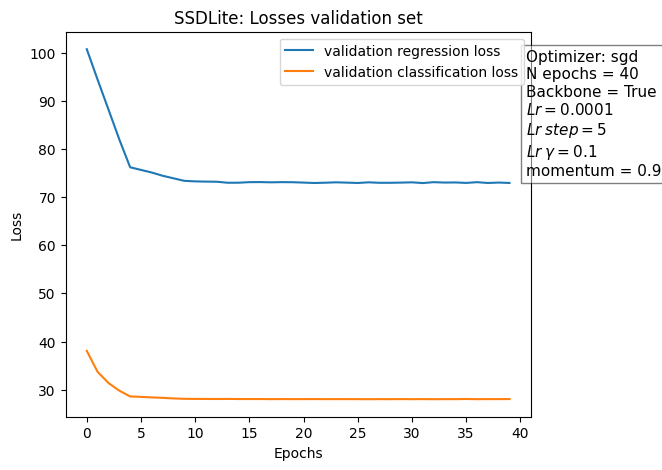 SSDLite: Losses validation set
validation regression loss
validation classification loss
Optimizer: sgd
N epochs = 40
Backbone = True
Lr = 0.0001
Lr step = 5
Lr γ = 0.1
momentum = 0.9
Loss
100
90
80
70
60
50
40
30
0 5 10 15 20 25 30 35 40
Epochs